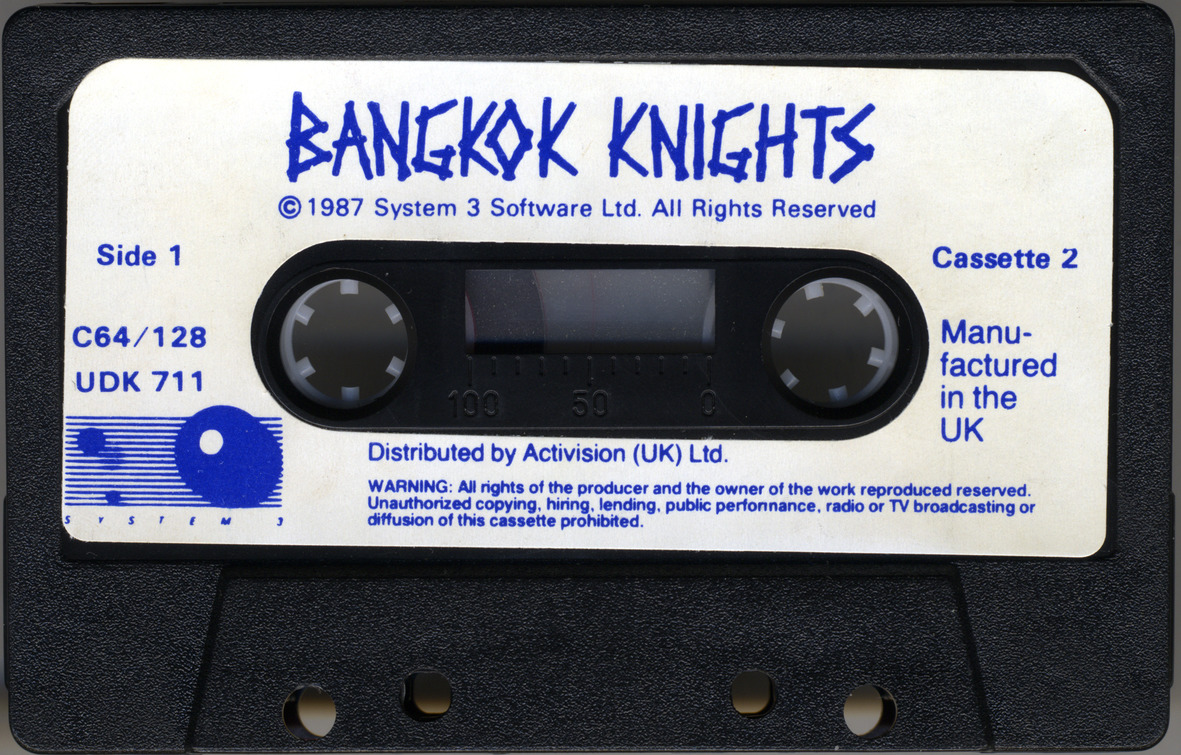 BANGKOK KNIGHTS
©1987 System 3 Software Ltd. All Rights Reserved
Side 1
Cassette 2
C64/128
UDK 711
Manu-
factured
in the
UK
100 50 0
SYSTEM 3
Distributed by Activision (UK) Ltd.
WARNING: All rights of the producer and the owner of the work reproduced reserved.
Unauthorized copying, hiring, lending, public performance, radio or TV broadcasting or
diffusion of this cassette prohibited.